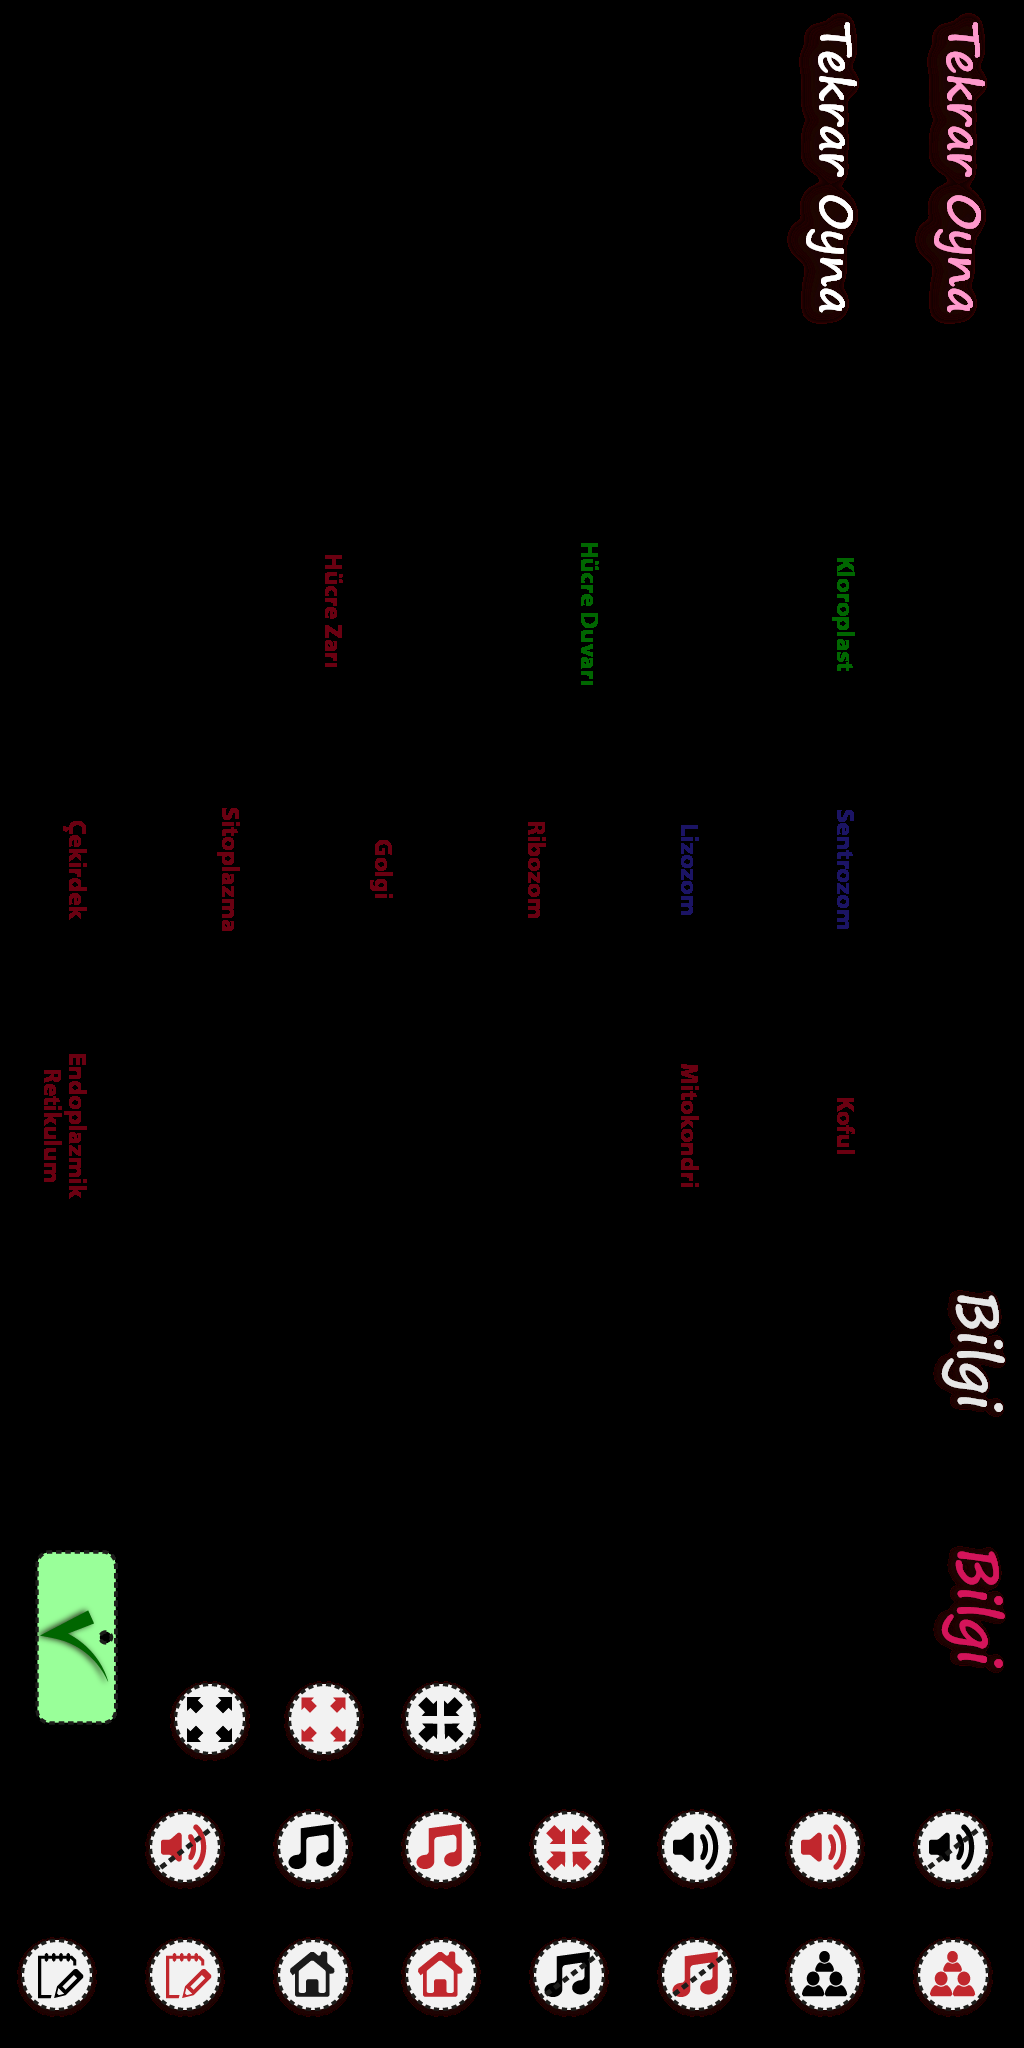 Tekrar Oyna
Tekrar Oyna
Kloroplast
Hücre Duvarı
Hücre Zarı
Sentrozom
Lizozom
Ribozom
Golgi
Sitoplazma
Çekirdek
Koful
Mitokondri
Endoplazmik
Retikulum
Bilgi
Bilgi